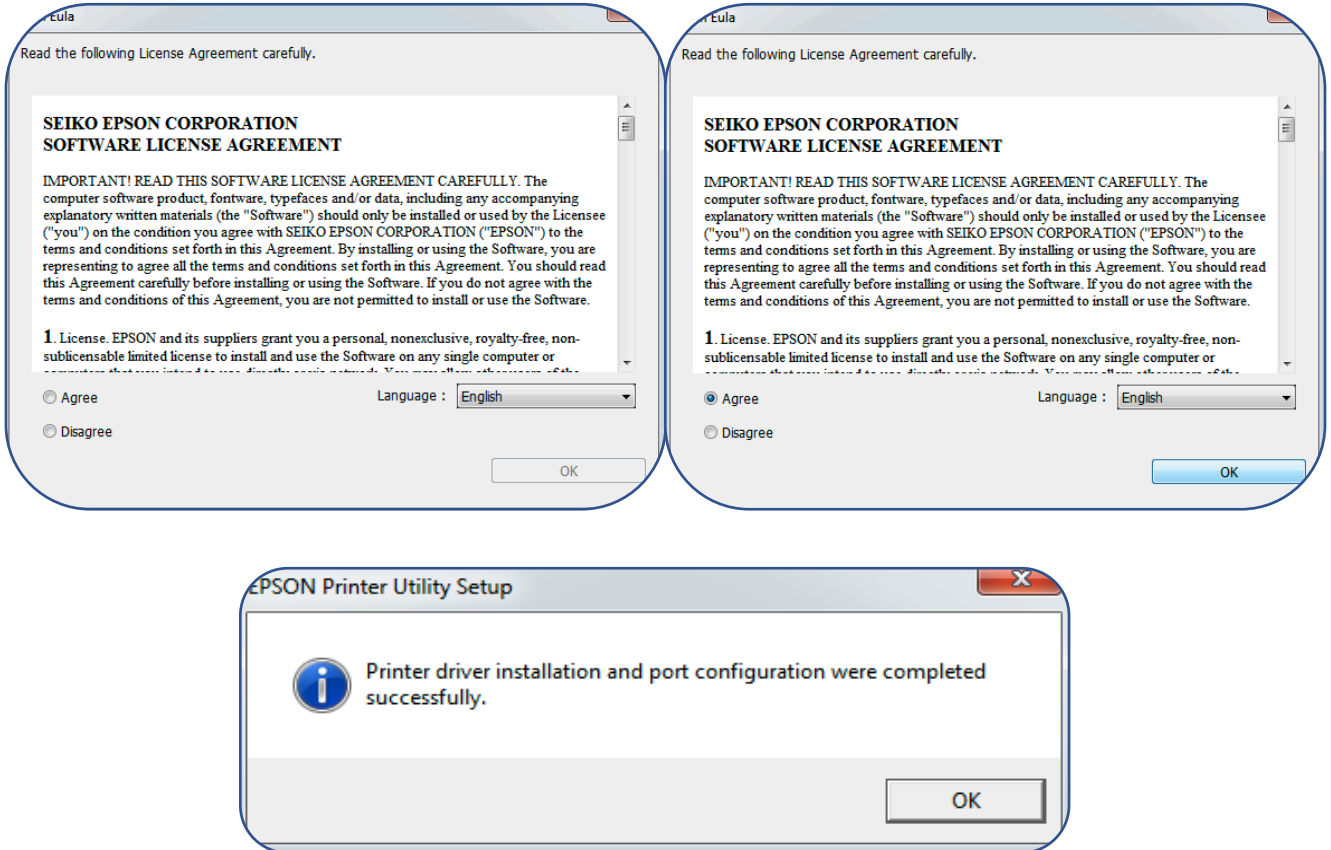 Eula
Read the following License Agreement carefully.
SEIKO EPSON CORPORATION
SOFTWARE LICENSE AGREEMENT
IMPORTANT! READ THIS SOFTWARE LICENSE AGREEMENT CAREFULLY. The
computer software product, fontware, typefaces and/or data, including any accompanying
explanatory written materials (the "Software") should only be installed or used by the Licensee
("you") on the condition you agree with SEIKO EPSON CORPORATION ("EPSON") to the
terms and conditions set forth in this Agreement. By installing or using the Software, you are
representing to agree all the terms and conditions set forth in this Agreement. You should read
this Agreement carefully before installing or using the Software. If you do not agree with the
terms and conditions of this Agreement, you are not permitted to install or use the Software.
1. License. EPSON and its suppliers grant you a personal, nonexclusive, royalty-free, non-
sublicensable limited license to install and use the Software on any single computer or
Agree
Language : English
Disagree
OK
Eula
Read the following License Agreement carefully.
SEIKO EPSON CORPORATION
SOFTWARE LICENSE AGREEMENT
IMPORTANT! READ THIS SOFTWARE LICENSE AGREEMENT CAREFULLY. The
computer software product, fontware, typefaces and/or data, including any accompanying
explanatory written materials (the "Software") should only be installed or used by the Licensee
("you") on the condition you agree with SEIKO EPSON CORPORATION ("EPSON") to the
terms and conditions set forth in this Agreement. By installing or using the Software, you are
representing to agree all the terms and conditions set forth in this Agreement. You should read
this Agreement carefully before installing or using the Software. If you do not agree with the
terms and conditions of this Agreement, you are not permitted to install or use the Software.
1. License. EPSON and its suppliers grant you a personal, nonexclusive, royalty-free, non-
sublicensable limited license to install and use the Software on any single computer or
Agree
Language : English
Disagree
OK
EPSON Printer Utility Setup
Printer driver installation and port configuration were completed
successfully.
OK